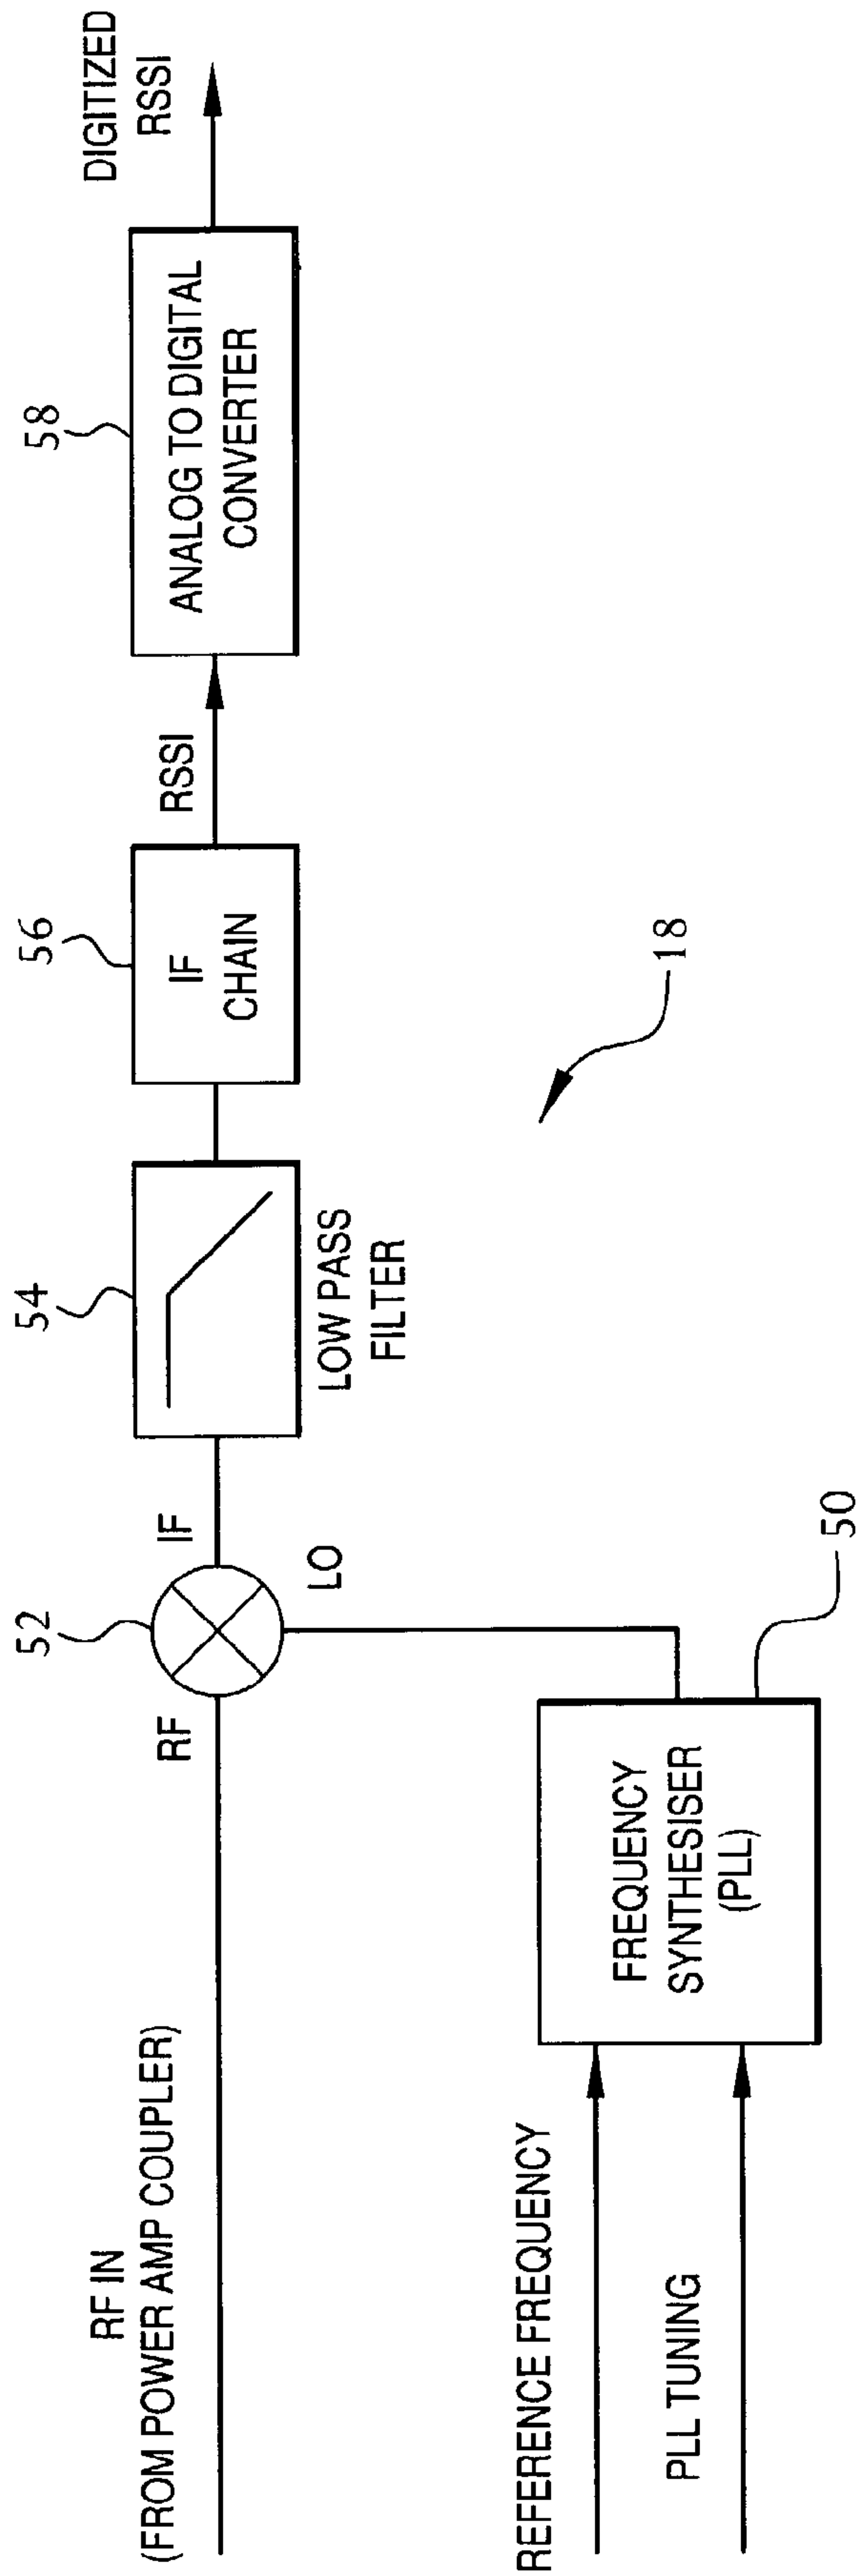 RF IN
(FROM POWER AMP COUPLER)
RF
52
IF
LO
54
LOW PASS
FILTER
56
IF
CHAIN
RSSI
58
ANALOG TO DIGITAL
CONVERTER
DIGITIZED
RSSI
REFERENCE FREQUENCY
PLL TUNING
FREQUENCY
SYNTHESISER
(PLL)
50
18